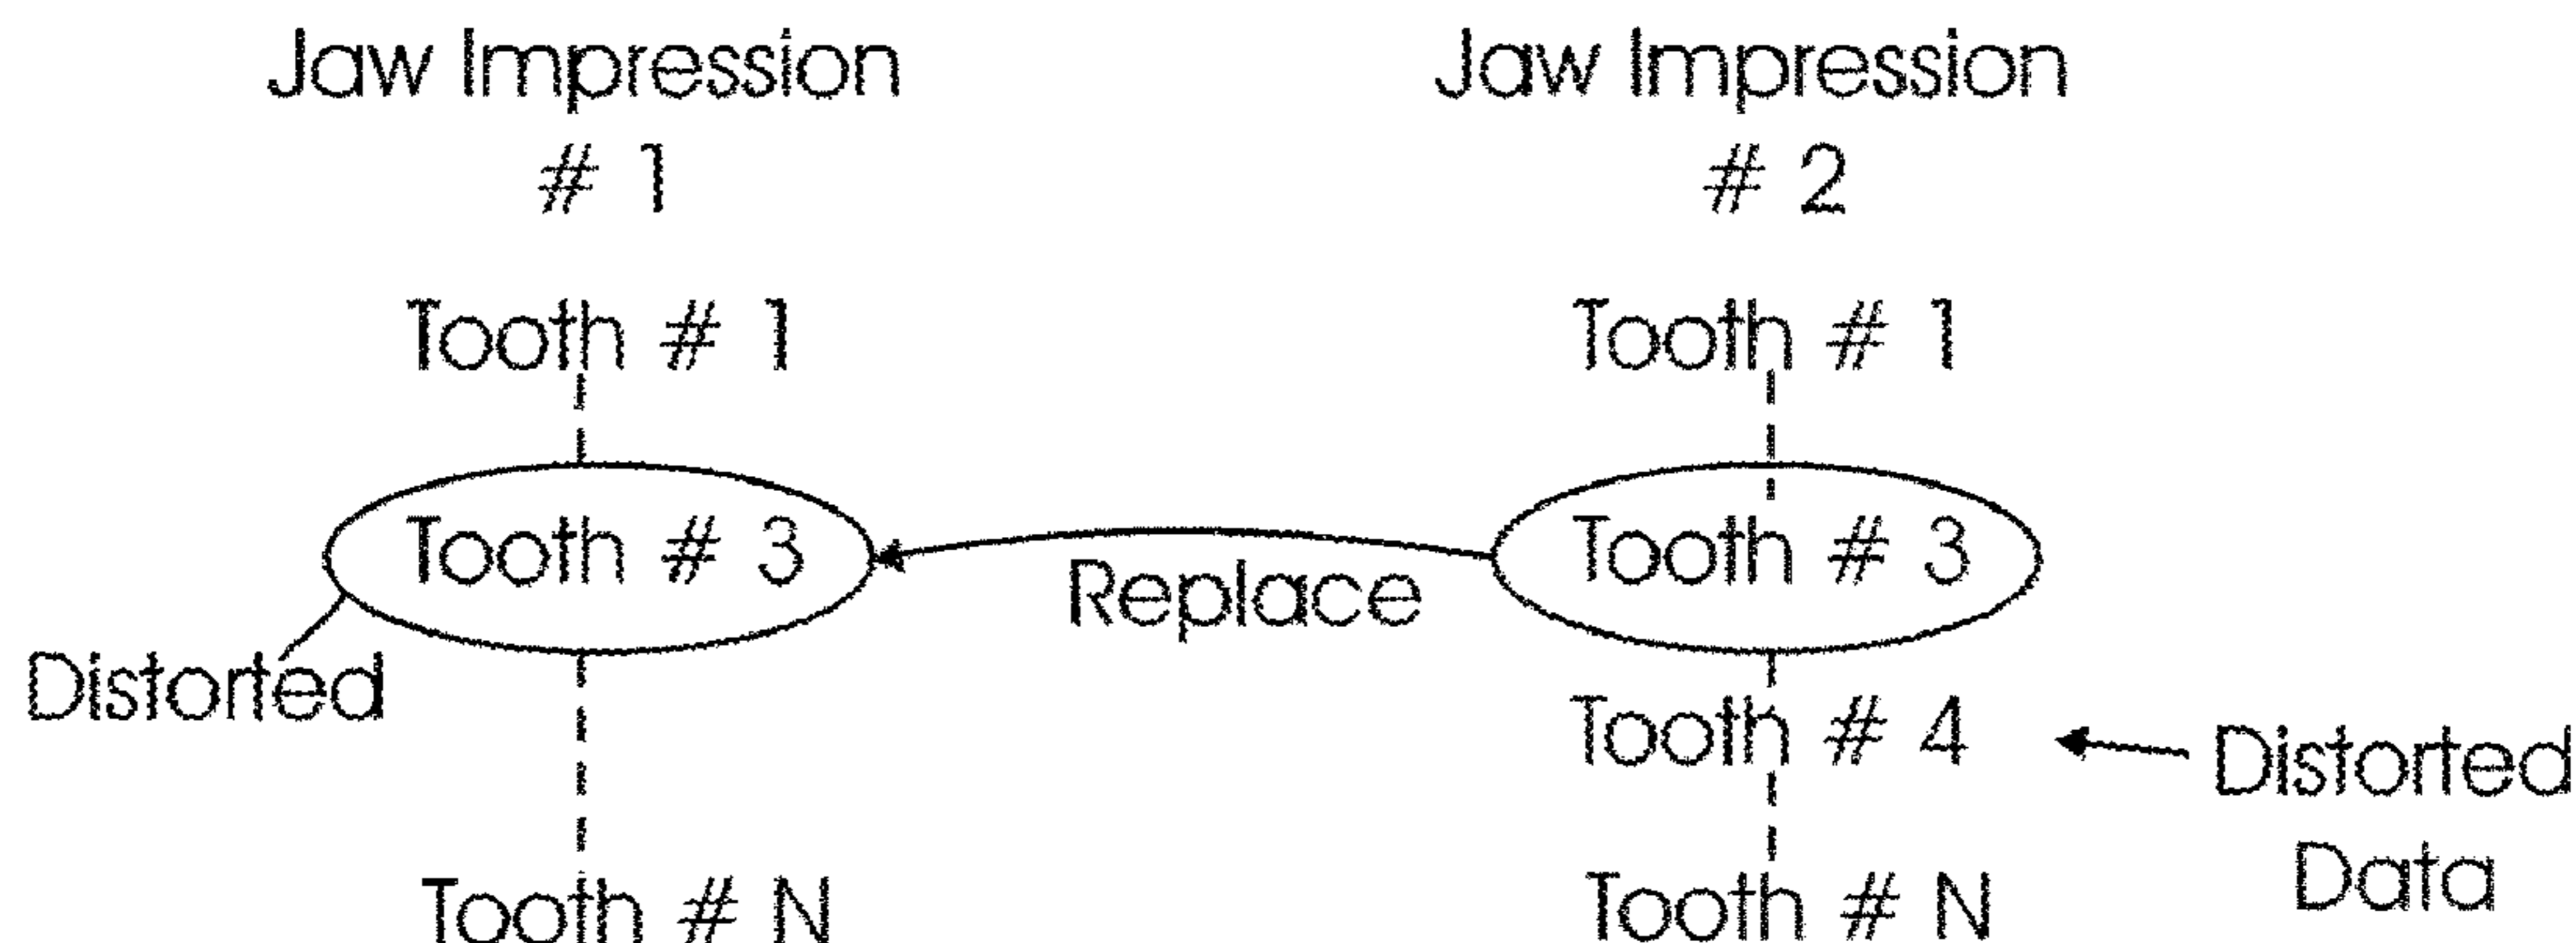 Jaw Impression
# 1
Jaw Impression
# 2
Tooth # 1
Tooth # 1
Tooth # 3
Replace
Tooth # 3
Distorted
Tooth # 4
Distorted
Data
Tooth # N
Tooth # N